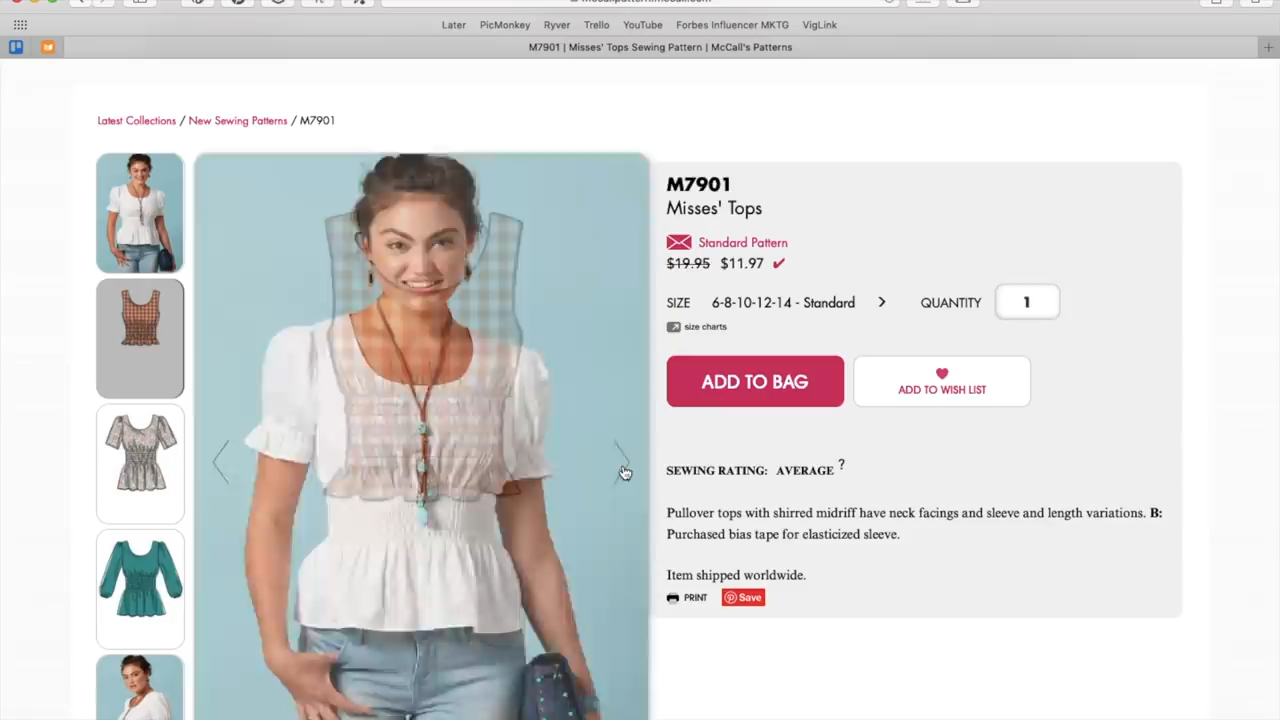 Later PicMonkey Ryver Trello YouTube Forbes Influencer MKTG VigLink
M7901 | Misses' Tops Sewing Pattern | McCall's Patterns
Latest Collections / New Sewing Patterns / M7901
M7901
Misses' Tops
Standard Pattern
$19.95 $11.97
SIZE 6-8-10-12-14 - Standard QUANTITY 1
size charts
ADD TO BAG
ADD TO WISH LIST
SEWING RATING: AVERAGE ?
Pullover tops with shirred midriff have neck facings and sleeve and length variations. B:
Purchased bias tape for elasticized sleeve.
Item shipped worldwide.
PRINT Save